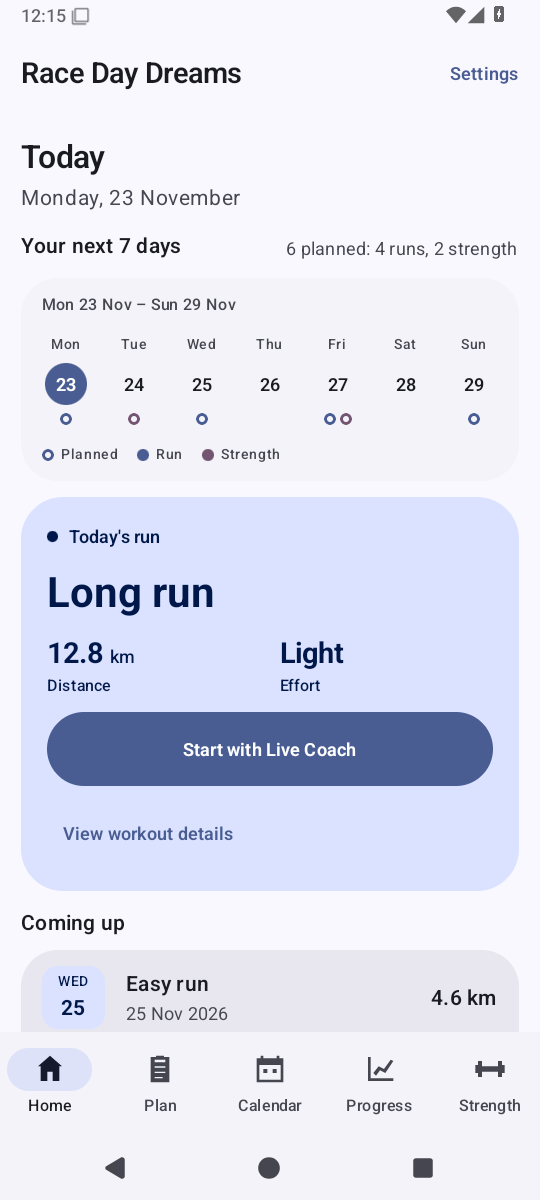 12:15
Race Day Dreams
Settings
Today
Monday, 23 November
Your next 7 days
6 planned: 4 runs, 2 strength
Mon 23 Nov – Sun 29 Nov
Mon Tue Wed Thu Fri Sat Sun
23 24 25 26 27 28 29
Planned Run Strength
Today's run
Long run
12.8 km Light
Distance Effort
Start with Live Coach
View workout details
Coming up
WED
25
Easy run
25 Nov 2026
4.6 km
Home Plan Calendar Progress Strength